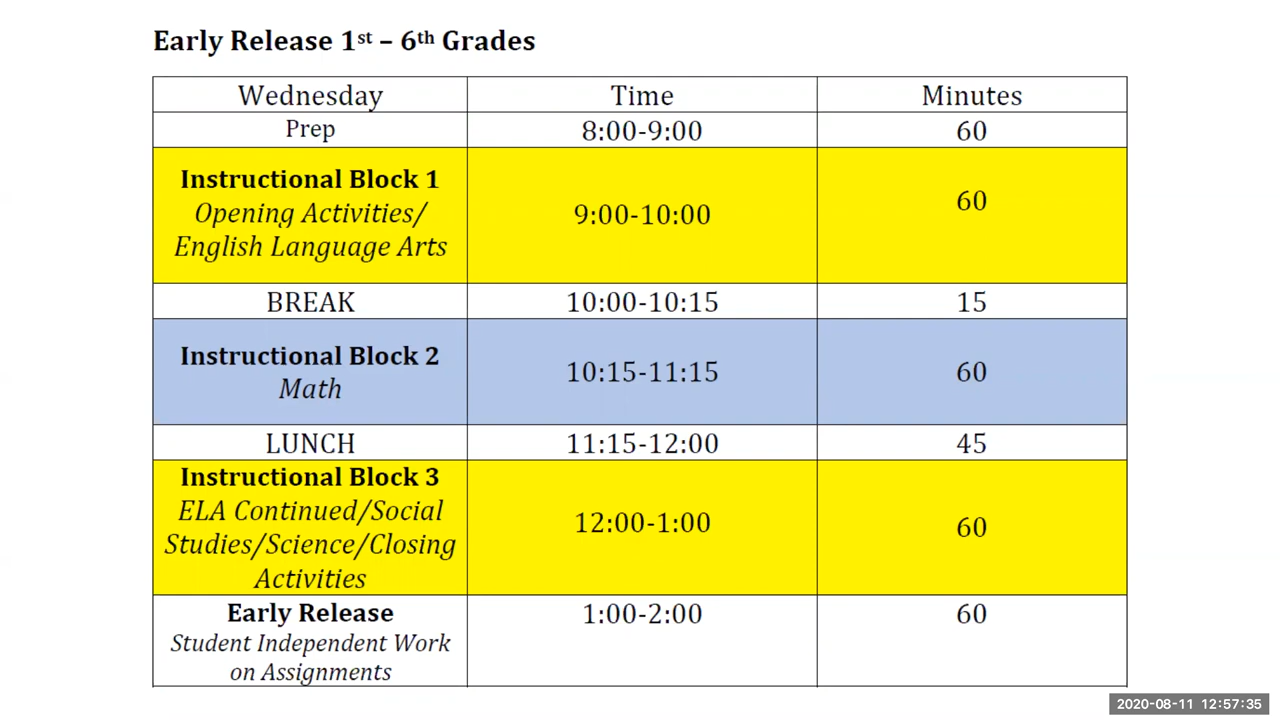 Early Release 1st – 6th Grades
Wednesday Time Minutes
Prep 8:00-9:00 60
Instructional Block 1
Opening Activities/
English Language Arts
9:00-10:00 60
BREAK 10:00-10:15 15
Instructional Block 2
Math
10:15-11:15 60
LUNCH 11:15-12:00 45
Instructional Block 3
ELA Continued/Social
Studies/Science/Closing
Activities
12:00-1:00 60
Early Release 1:00-2:00 60
Student Independent Work
on Assignments
2020-08-11 12:57:35